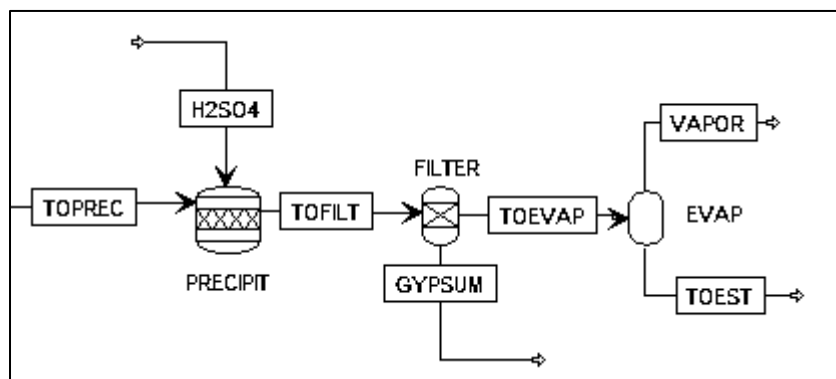 H2SO4
VAPOR
FILTER
TOPREC
TOFILT
TOEVAP
EVAP
PRECIPIT
GYPSUM
TOEST